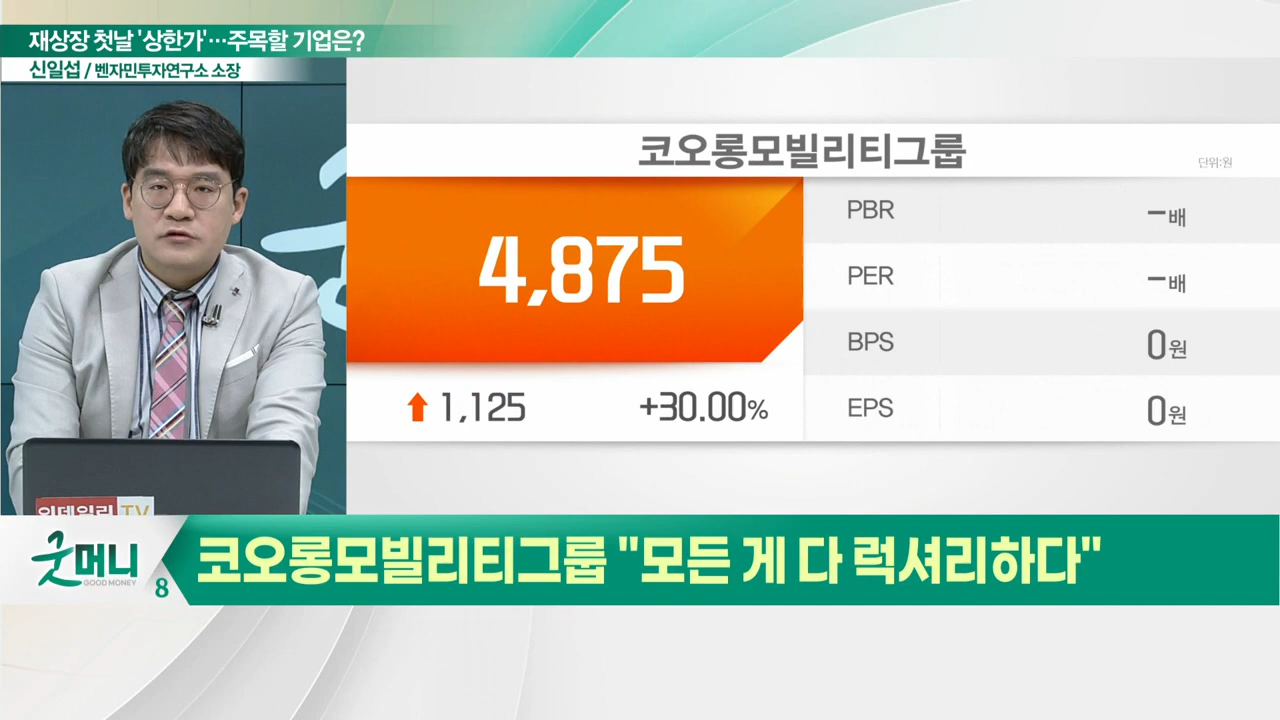 재상장 첫날 '상한가'…주목할 기업은?
신일섭 / 벤자민투자연구소 소장
코오롱모빌리티그룹
단위:원
4,875
1,125 +30.00%
PBR -배
PER -배
BPS 0원
EPS 0원
이데일리 TV
굿머니
GOOD MONEY
8
코오롱모빌리티그룹 "모든 게 다 럭셔리하다"